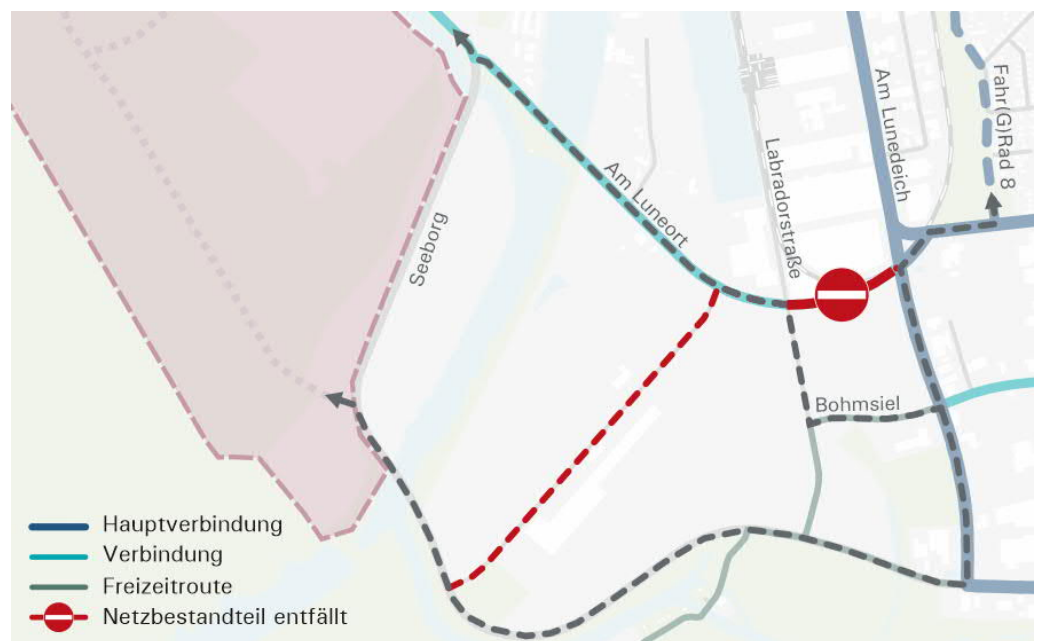 Am Lunedeich
Fahr(G)Rad 8
Labradorstraße
Am Luneort
Seeborg
Bohmsiel
Hauptverbindung
Verbindung
Freizeitroute
Netzbestandteil entfällt